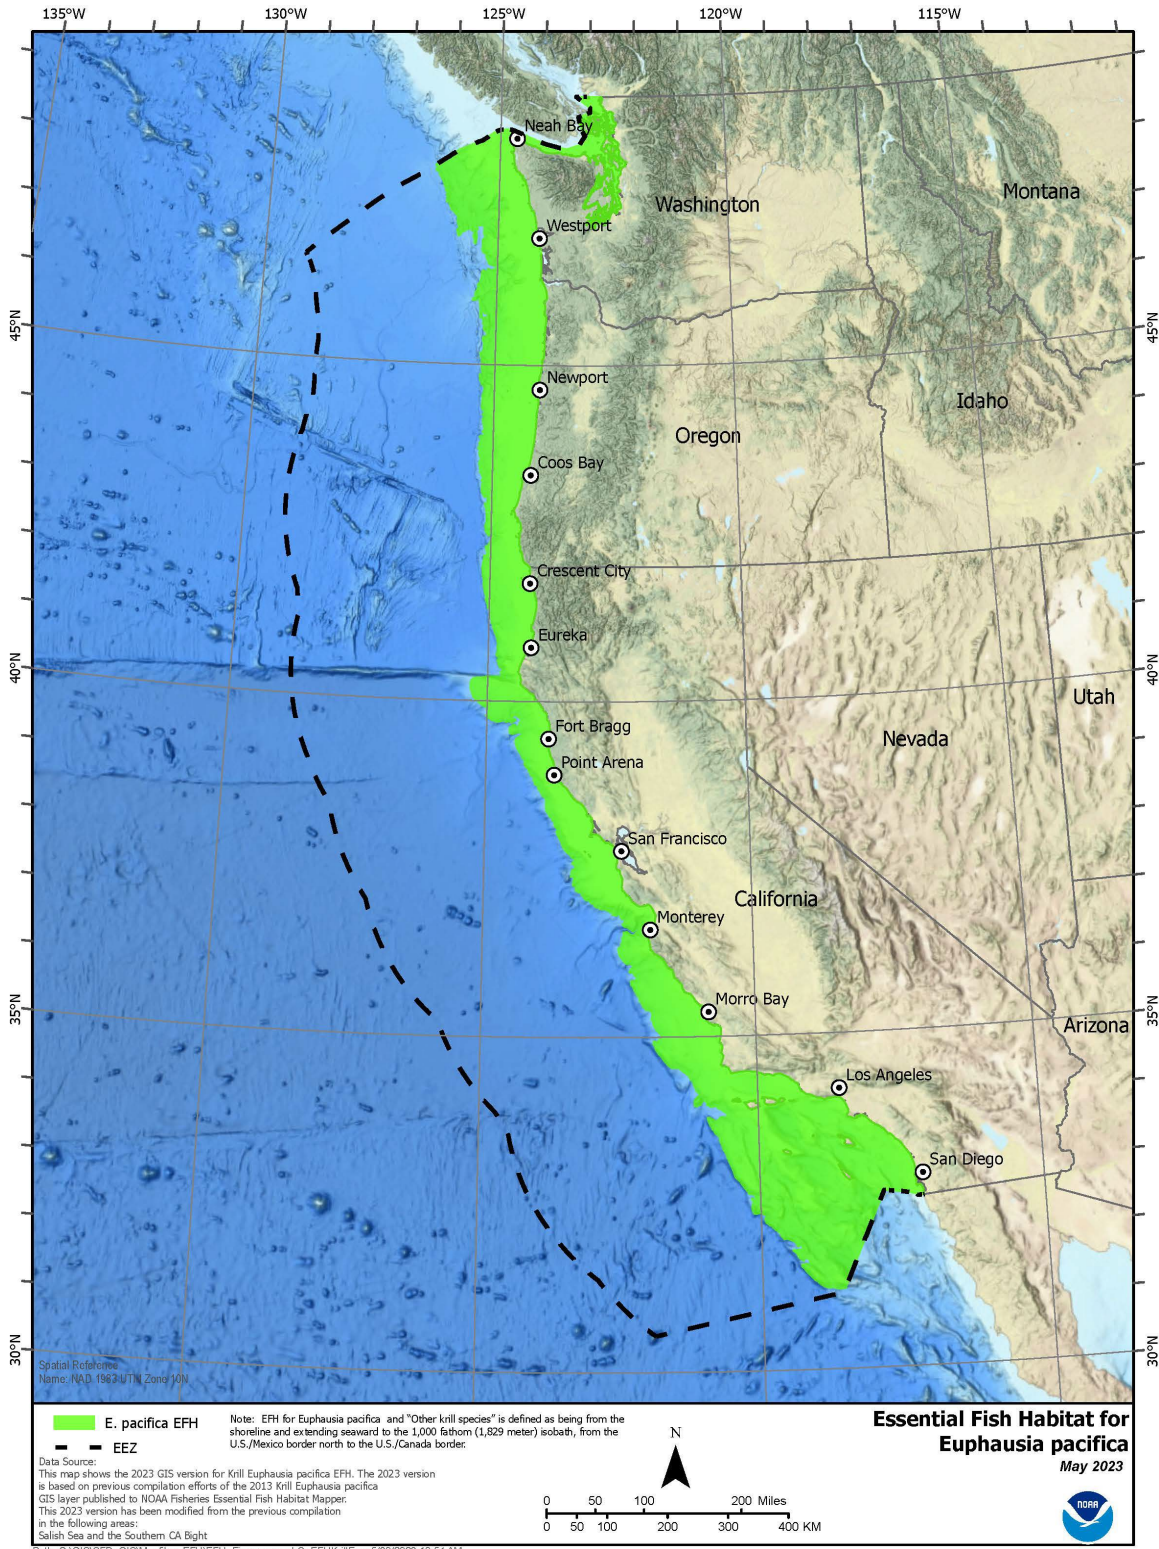 135°W 130°W 125°W 120°W 115°W
Neah Bay
Washington
Montana
Westport
45°N
45°N
Newport
Idaho
Oregon
Coos Bay
Crescent City
Eureka
40°N
40°N
Utah
Fort Bragg
Nevada
Point Arena
San Francisco
California
Monterey
Morro Bay
35°N
35°N
Arizona
Los Angeles
San Diego
30°N
30°N
Spatial Reference
Name: NAD 1983 UTM Zone 10N
E. pacifica EFH
EEZ
Note: EFH for Euphausia pacifica and "Other krill species" is defined as being from the
shoreline and extending seaward to the 1,000 fathom (1,829 meter) isobath, from the
U.S./Mexico border north to the U.S./Canada border.
Essential Fish Habitat for
Euphausia pacifica
May 2023
N
Data Source:
This map shows the 2023 GIS version for Krill Euphausia pacifica EFH. The 2023 version
is based on previous compilation efforts of the 2013 Krill Euphausia pacifica
GIS layer published to NOAA Fisheries Essential Fish Habitat Mapper.
This 2023 version has been modified from the previous compilation
in the following areas:
Salish Sea and the Southern CA Bight
0 50 100 200 Miles
0 50 100 200 300 400 KM
NOAA